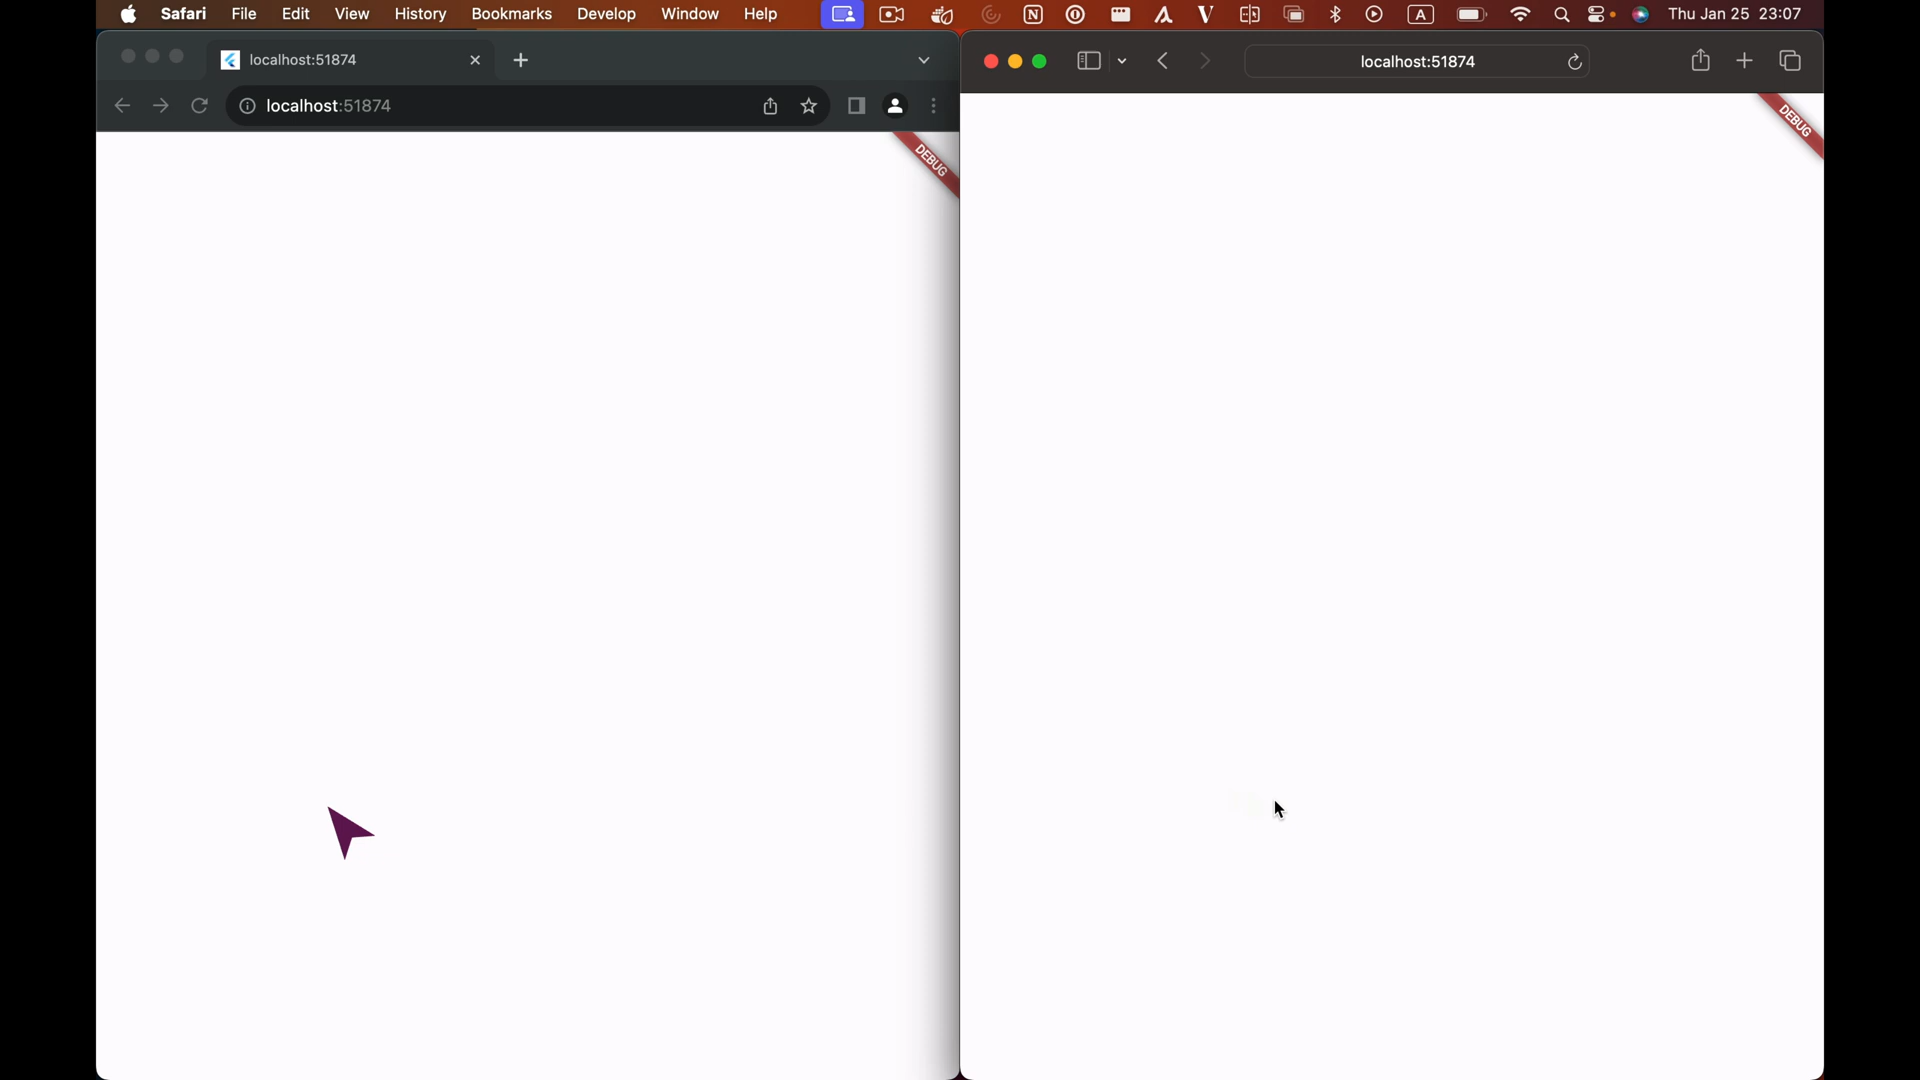 Safari File Edit View History Bookmarks Develop Window Help A Thu Jan 25 23:07
localhost:51874
localhost:51874
DEBUG
localhost:51874
DEBUG